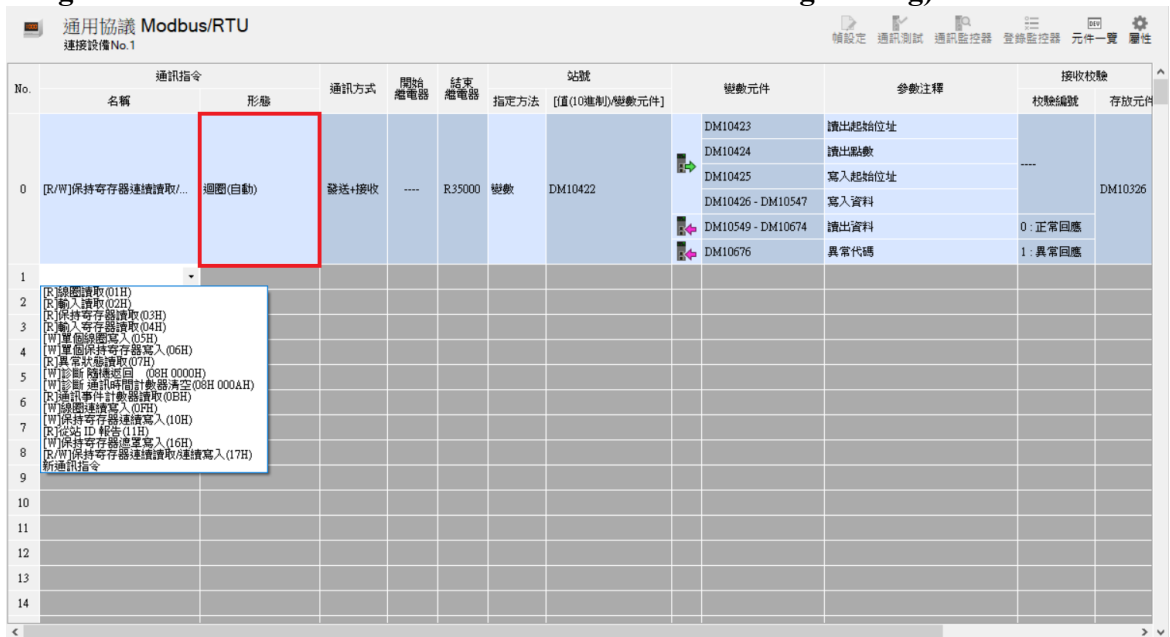 通用協議 Modbus/RTU
連接設備No.1
幀設定 通訊測試 通訊監控器 登錄監控器 元件一覽 屬性
No. 通訊指令 通訊方式 開始繼電器 結束繼電器 站號 變數元件 參數注釋 接收校驗
名稱 形態 指定方法 [(值(10進制)/變數元件] 校驗編號 存放元件
DM10423 讀出起始位址
DM10424 讀出點數
----
DM10425 寫入起始位址
0 [R/W]保持寄存器連續讀取/... 迴圈(自動) 發送+接收 ---- R35000 變數 DM10422 DM10326
DM10426 - DM10547 寫入資料
DM10549 - DM10674 讀出資料 0 : 正常回應
DM10676 異常代碼 1 : 異常回應
1
[R]線圈讀取(01H)
2 [R]輸入讀取(02H)
[R]保持寄存器讀取(03H)
3 [R]輸入寄存器讀取(04H)
[W]單個線圈寫入(05H)
4 [W]單個保持寄存器寫入(06H)
[R]異常狀態讀取(07H)
5 [W]診斷 隨機返回 (08H 0000H)
[W]診斷 通訊時間計數器清空(08H 000AH)
6 [R]通訊事件計數器讀取(0BH)
[W]線圈連續寫入(0FH)
7 [W]保持寄存器連續寫入(10H)
[R]從站 ID 報告(11H)
[W]保持寄存器遮罩寫入(16H)
8 [R/W]保持寄存器連續讀取/連續寫入(17H)
新通訊指令
9
10
11
12
13
14